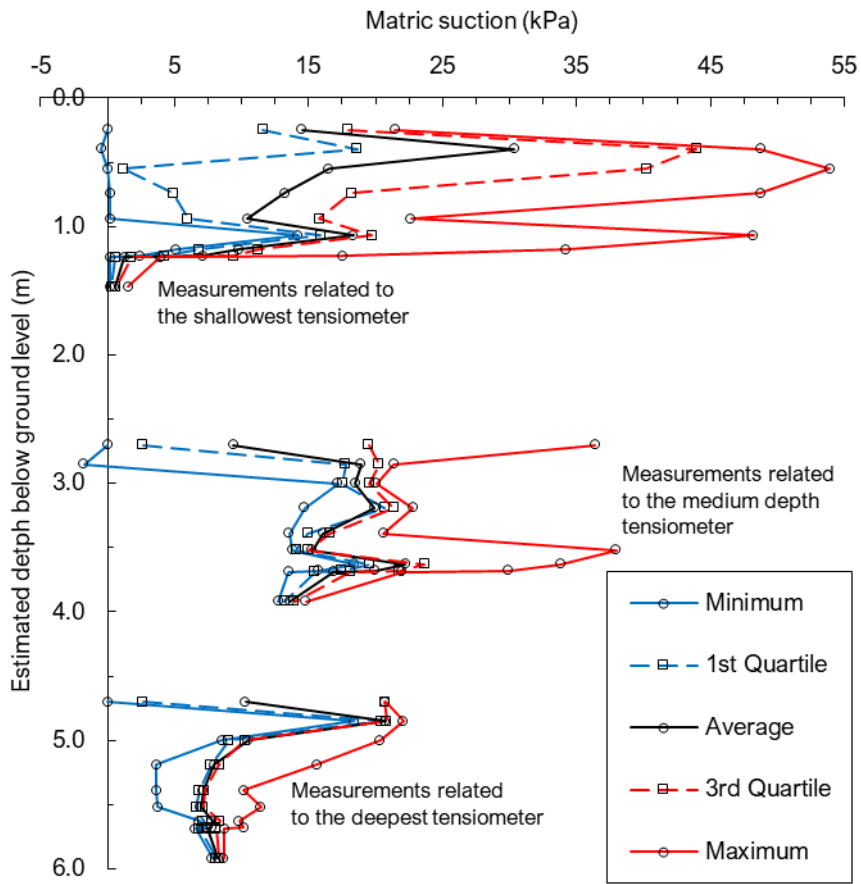 Matric suction (kPa)
-5 5 15 25 35 45 55
0.0
1.0
2.0
3.0
4.0
5.0
6.0
Estimated detph below ground level (m)
Measurements related to
the shallowest tensiometer
Measurements related
to the medium depth
tensiometer
Measurements related
to the deepest tensiometer
Minimum
1st Quartile
Average
3rd Quartile
Maximum